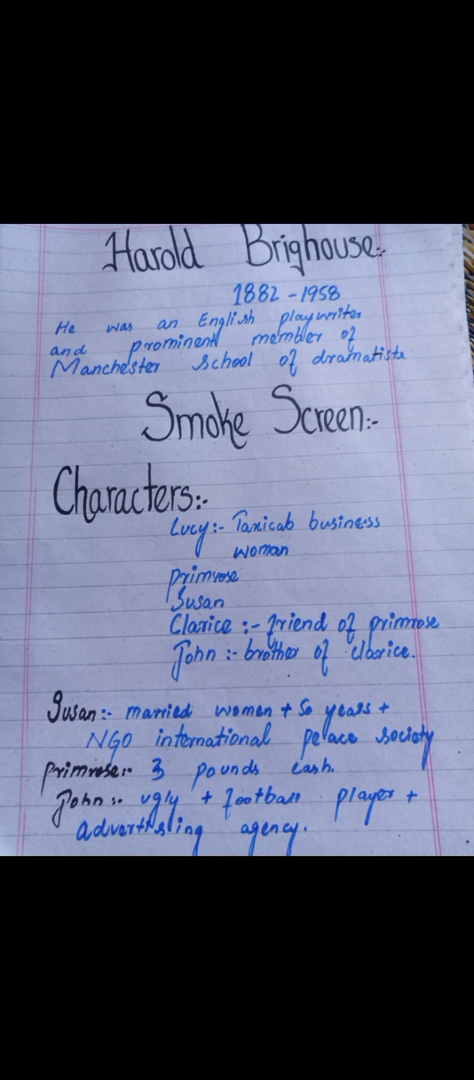 Harold Brighouse:-
1882 - 1958
He was an English playwriter
and prominent member of
Manchester school of dramatists
Smoke Screen:-
Characters:-
Lucy:- Taxicab business
woman
primrose
Susan
Clarice :- friend of primrose
John :- brother of clarice.
Susan:- married women + 50 years +
NGO international peace society
primrose:- 3 pounds cash.
John :- ugly + football player +
advertising agency.